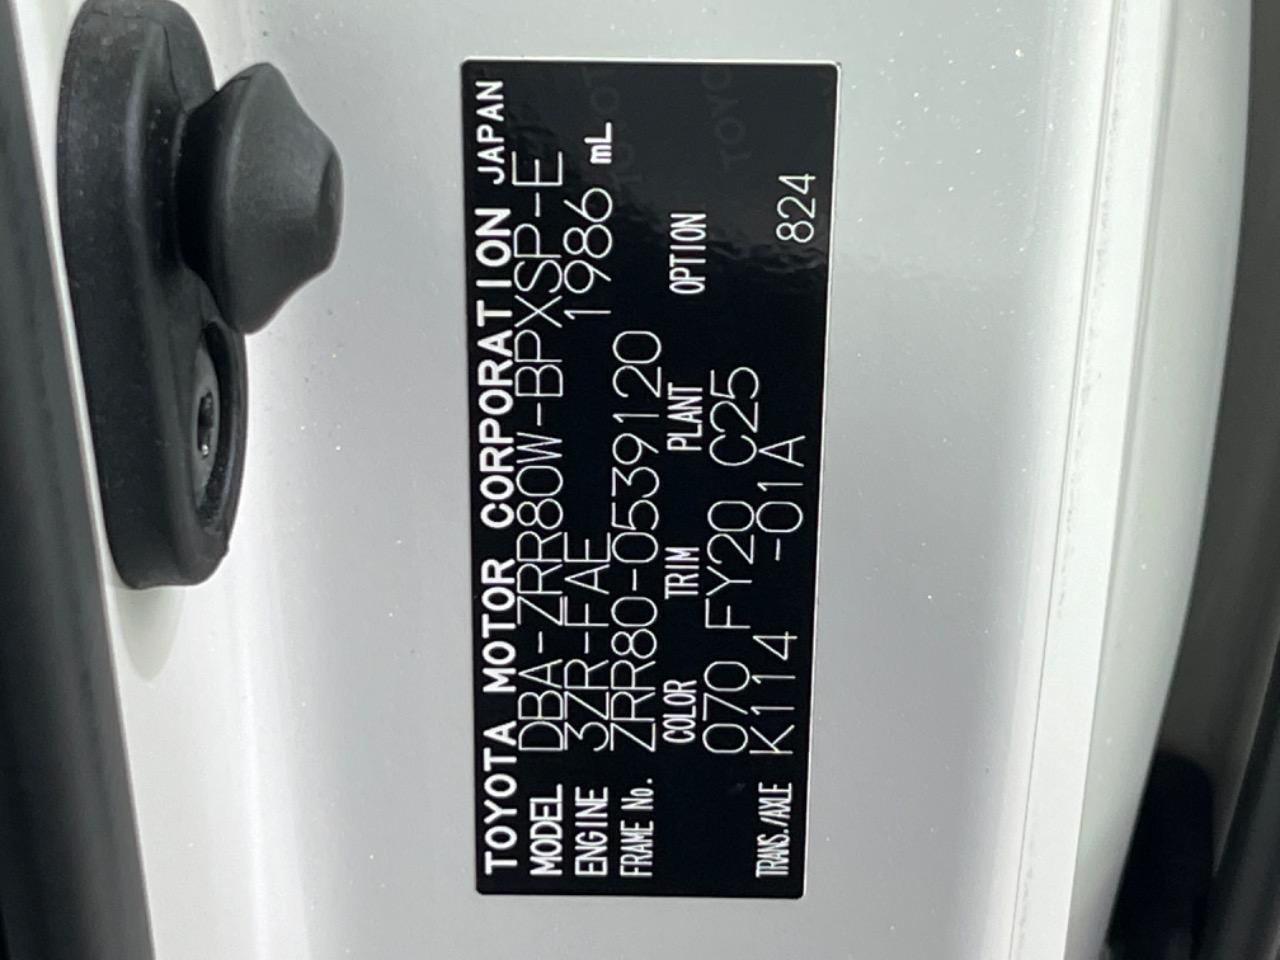 TOYOTA MOTOR CORPORATION JAPAN
MODEL DBA-ZRR80W-BPXSP-E
ENGINE 3ZR-FAE 1986 mL
FRAME No. ZRR80-0539120
COLOR TRIM PLANT OPTION
070 FY20 C25
TRANS./AXLE K114 -01A 824